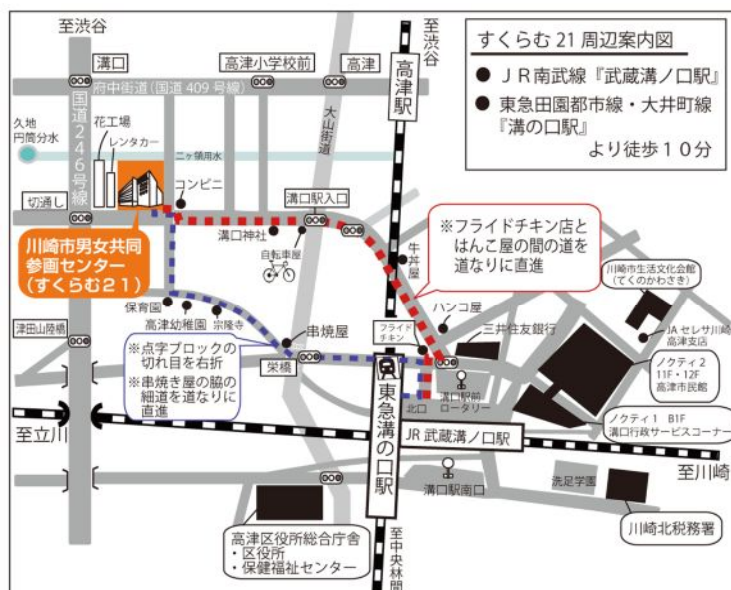 至渋谷
溝口
高津小学校前
高津
至渋谷
府中街道(国道409号線)
高津駅
すくらむ21周辺案内図
● JR南武線『武蔵溝ノ口駅』
● 東急田園都市線・大井町線
『溝の口駅』
より徒歩10分
久地
円筒分水
国道246号線
花工場
レンタカー
大山街道
二ヶ領用水
コンビニ
切通し
溝口駅入口
溝口神社
自転車屋
川崎市男女共同
参画センター
(すくらむ21)
※フライドチキン店と
はんこ屋の間の道を
道なりに直進
牛丼屋
川崎市生活文化会館
(てくのかわさき)
保育園
高津幼稚園
宗隆寺
串焼屋
ハンコ屋
三井住友銀行
JAセレサ川崎
高津支店
津田山陸橋
※点字ブロックの
切れ目を右折
※串焼き屋の脇の
細道を道なりに
直進
栄橋
フライド
チキン
北口
溝口駅前
ロータリー
ノクティ2
11F・12F
高津市民館
ノクティ1 B1F
溝口行政サービスコーナー
至立川
東急溝の口駅
JR 武蔵溝ノ口駅
至川崎
溝口駅南口
洗足学園
川崎北税務署
高津区役所総合庁舎
・区役所
・保健福祉センター
至中央林間